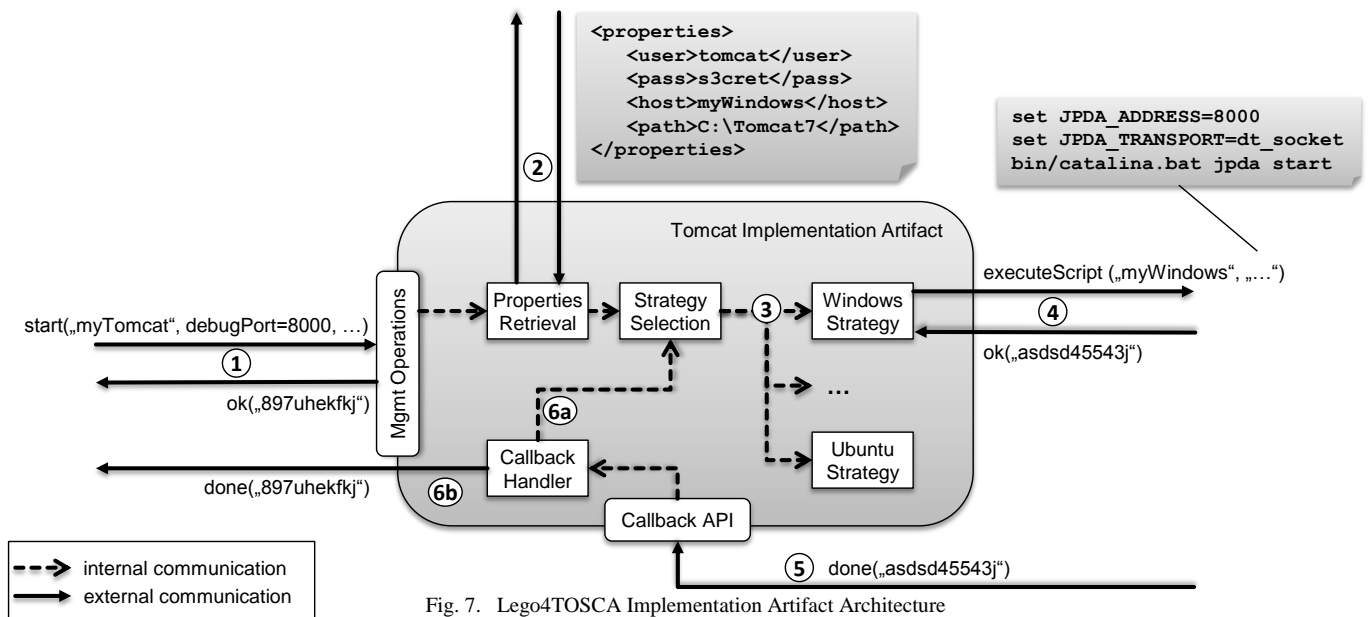 <properties>
<user>tomcat</user>
<pass>s3cret</pass>
<host>myWindows</host>
<path>C:\Tomcat7</path>
</properties>
set JPDA_ADDRESS=8000
set JPDA_TRANSPORT=dt_socket
bin/catalina.bat jpda start
2
Tomcat Implementation Artifact
Mgmt Operations
Properties
Retrieval
Strategy
Selection
3
Windows
Strategy
executeScript („myWindows“, „…“)
4
ok(„asdsd45543j“)
start(„myTomcat“, debugPort=8000, …)
1
ok(„897uhekfkj“)
…
6a
Callback
Handler
Ubuntu
Strategy
6b
done(„897uhekfkj“)
Callback API
5
done(„asdsd45543j“)
internal communication
external communication
Fig. 7. Lego4TOSCA Implementation Artifact Architecture